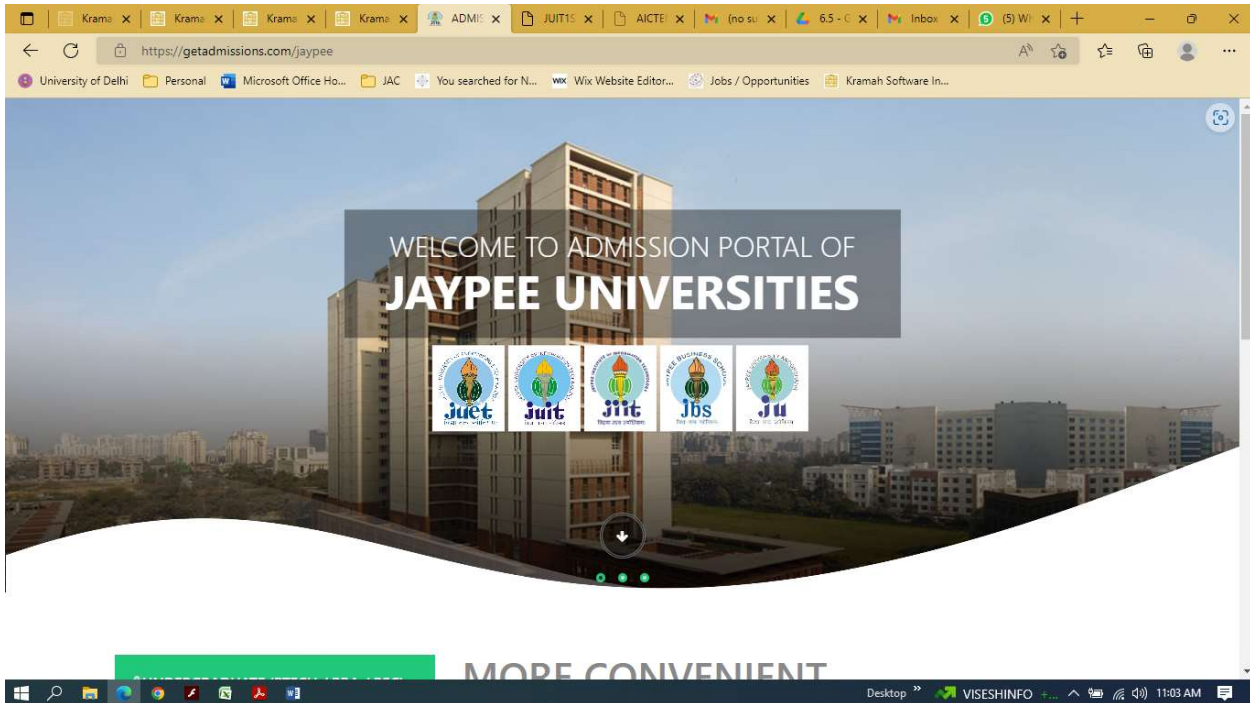 Krama
Krama
Krama
Krama
ADMIS
JUIT1S
AICTE
(no su
6.5 - C
Inbox
(5) Wh
https://getadmissions.com/jaypee
University of Delhi
Personal
Microsoft Office Ho...
JAC
You searched for N...
WIX Wix Website Editor...
Jobs / Opportunities
Kramah Software In...
WELCOME TO ADMISSION PORTAL OF
JAYPEE UNIVERSITIES
juet
juit
jiit
jbs
ju
MORE CONVENIENT
Desktop
VISESHINFO +...
11:03 AM